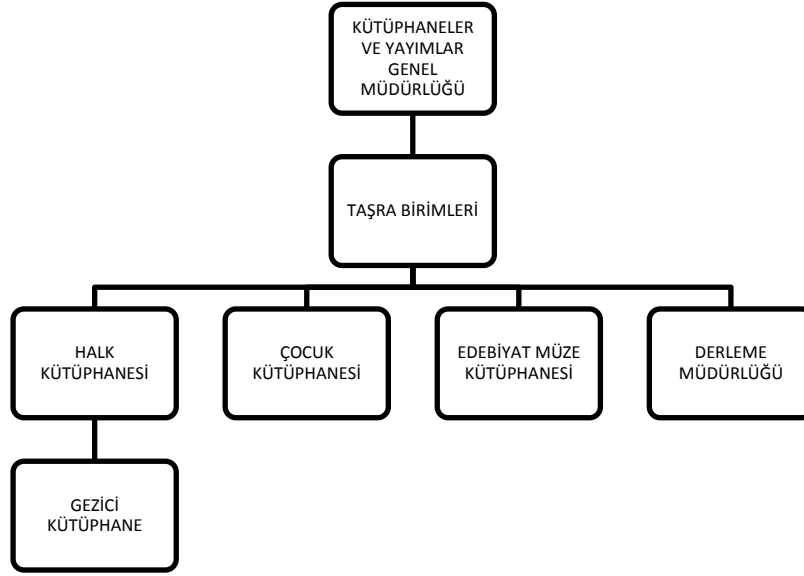 KÜTÜPHANELER
VE YAYIMLAR
GENEL
MÜDÜRLÜĞÜ
TAŞRA BİRİMLERİ
HALK
KÜTÜPHANESİ
ÇOCUK
KÜTÜPHANESİ
EDEBİYAT MÜZE
KÜTÜPHANESİ
DERLEME
MÜDÜRLÜĞÜ
GEZİCİ
KÜTÜPHANE